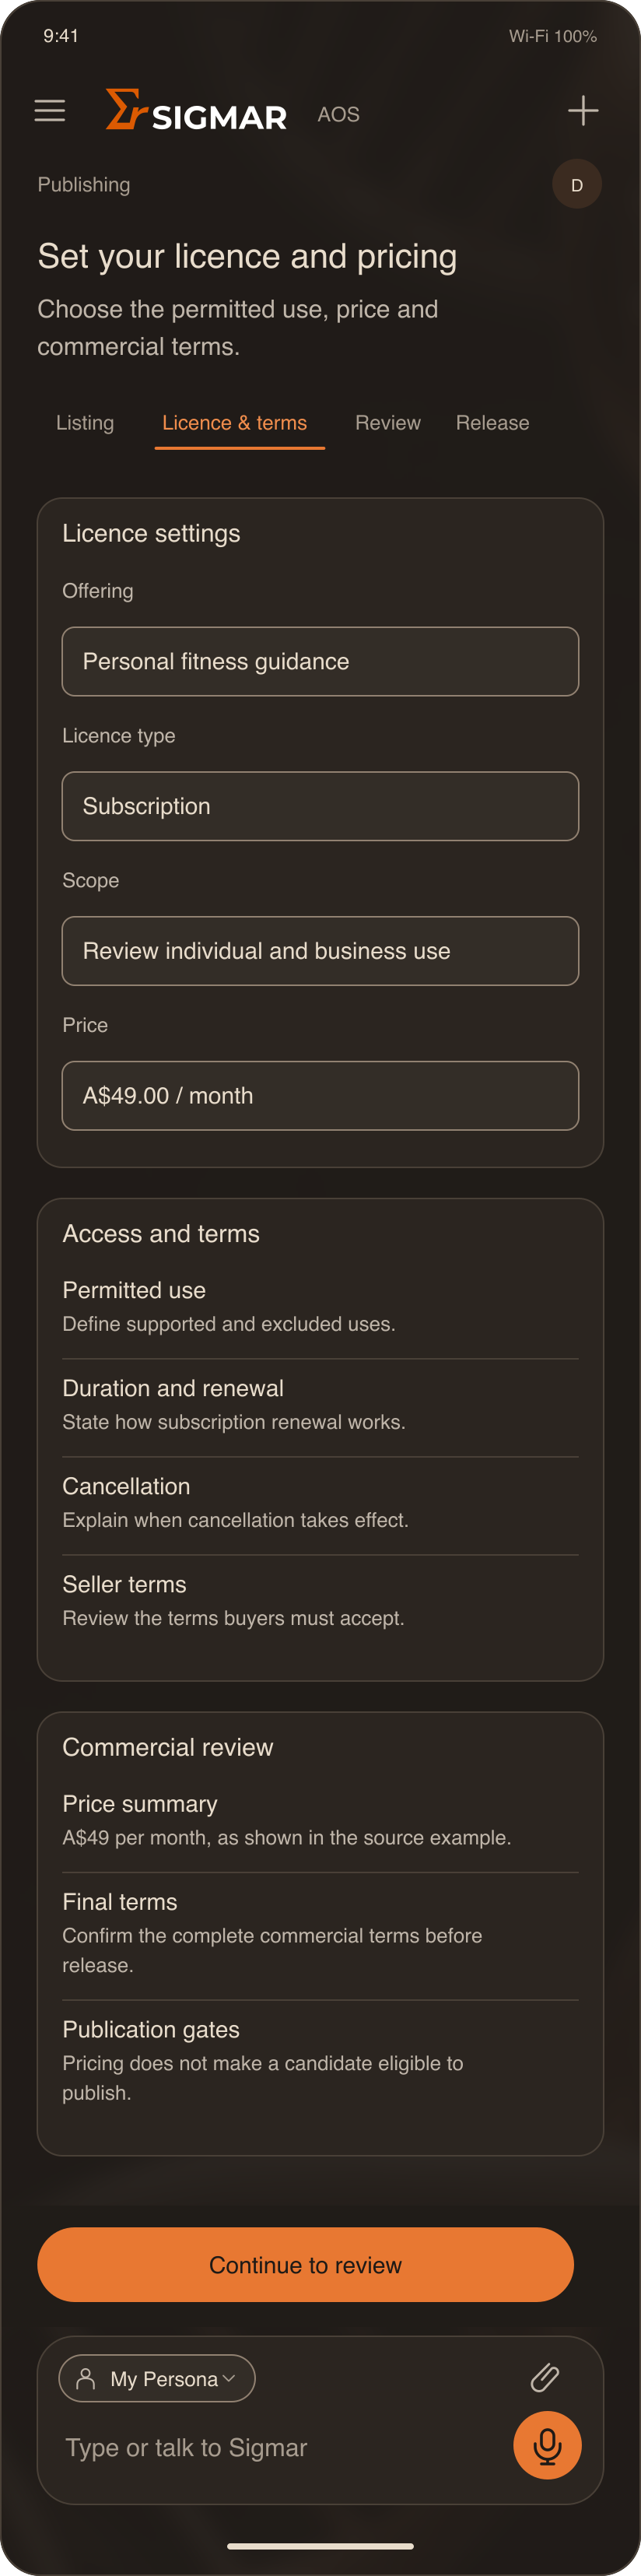 9:41
Wi-Fi 100%
SIGMAR AOS
Publishing
D
Set your licence and pricing
Choose the permitted use, price and
commercial terms.
Listing
Licence & terms
Review
Release
Licence settings
Offering
Personal fitness guidance
Licence type
Subscription
Scope
Review individual and business use
Price
A$49.00 / month
Access and terms
Permitted use
Define supported and excluded uses.
Duration and renewal
State how subscription renewal works.
Cancellation
Explain when cancellation takes effect.
Seller terms
Review the terms buyers must accept.
Commercial review
Price summary
A$49 per month, as shown in the source example.
Final terms
Confirm the complete commercial terms before
release.
Publication gates
Pricing does not make a candidate eligible to
publish.
Continue to review
My Persona
Type or talk to Sigmar